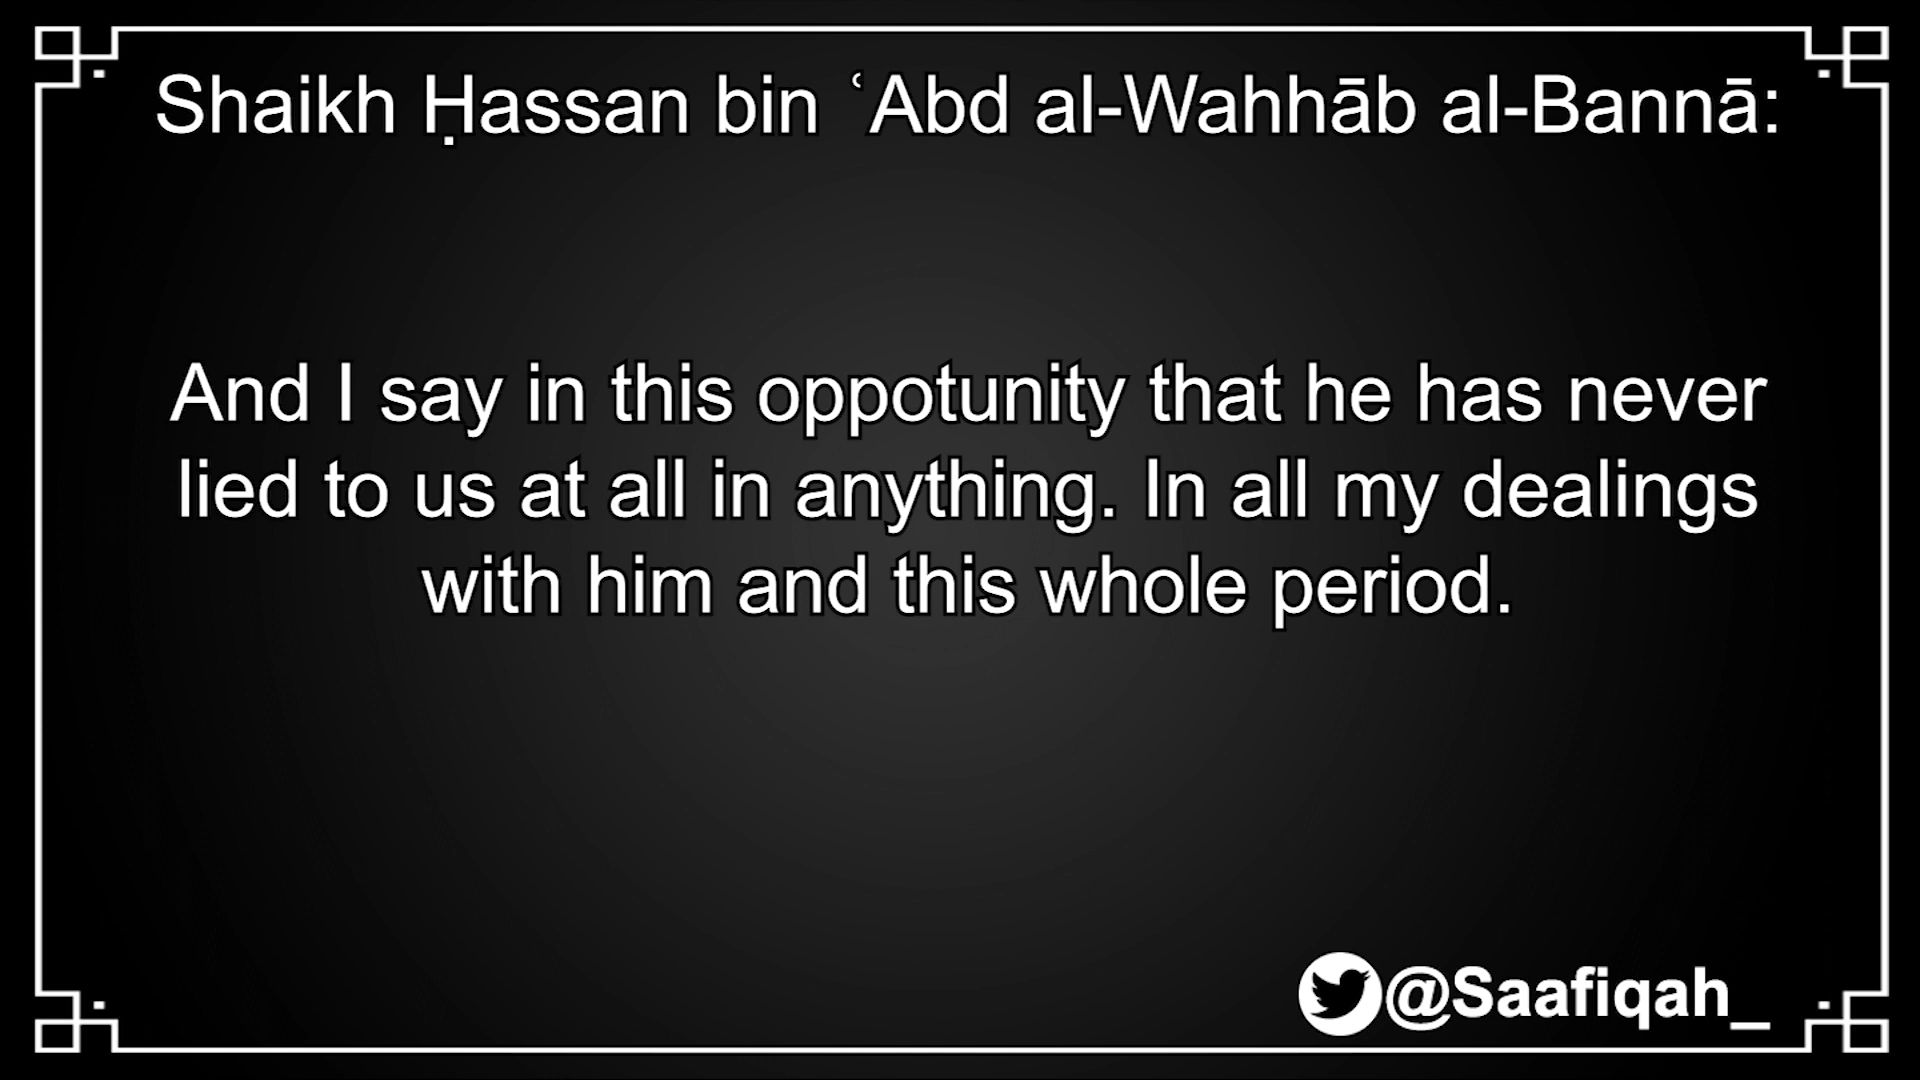 Shaikh Ḥassan bin ʿAbd al-Wahhāb al-Bannā:
And I say in this oppotunity that he has never
lied to us at all in anything. In all my dealings
with him and this whole period.
@Saafiqah_